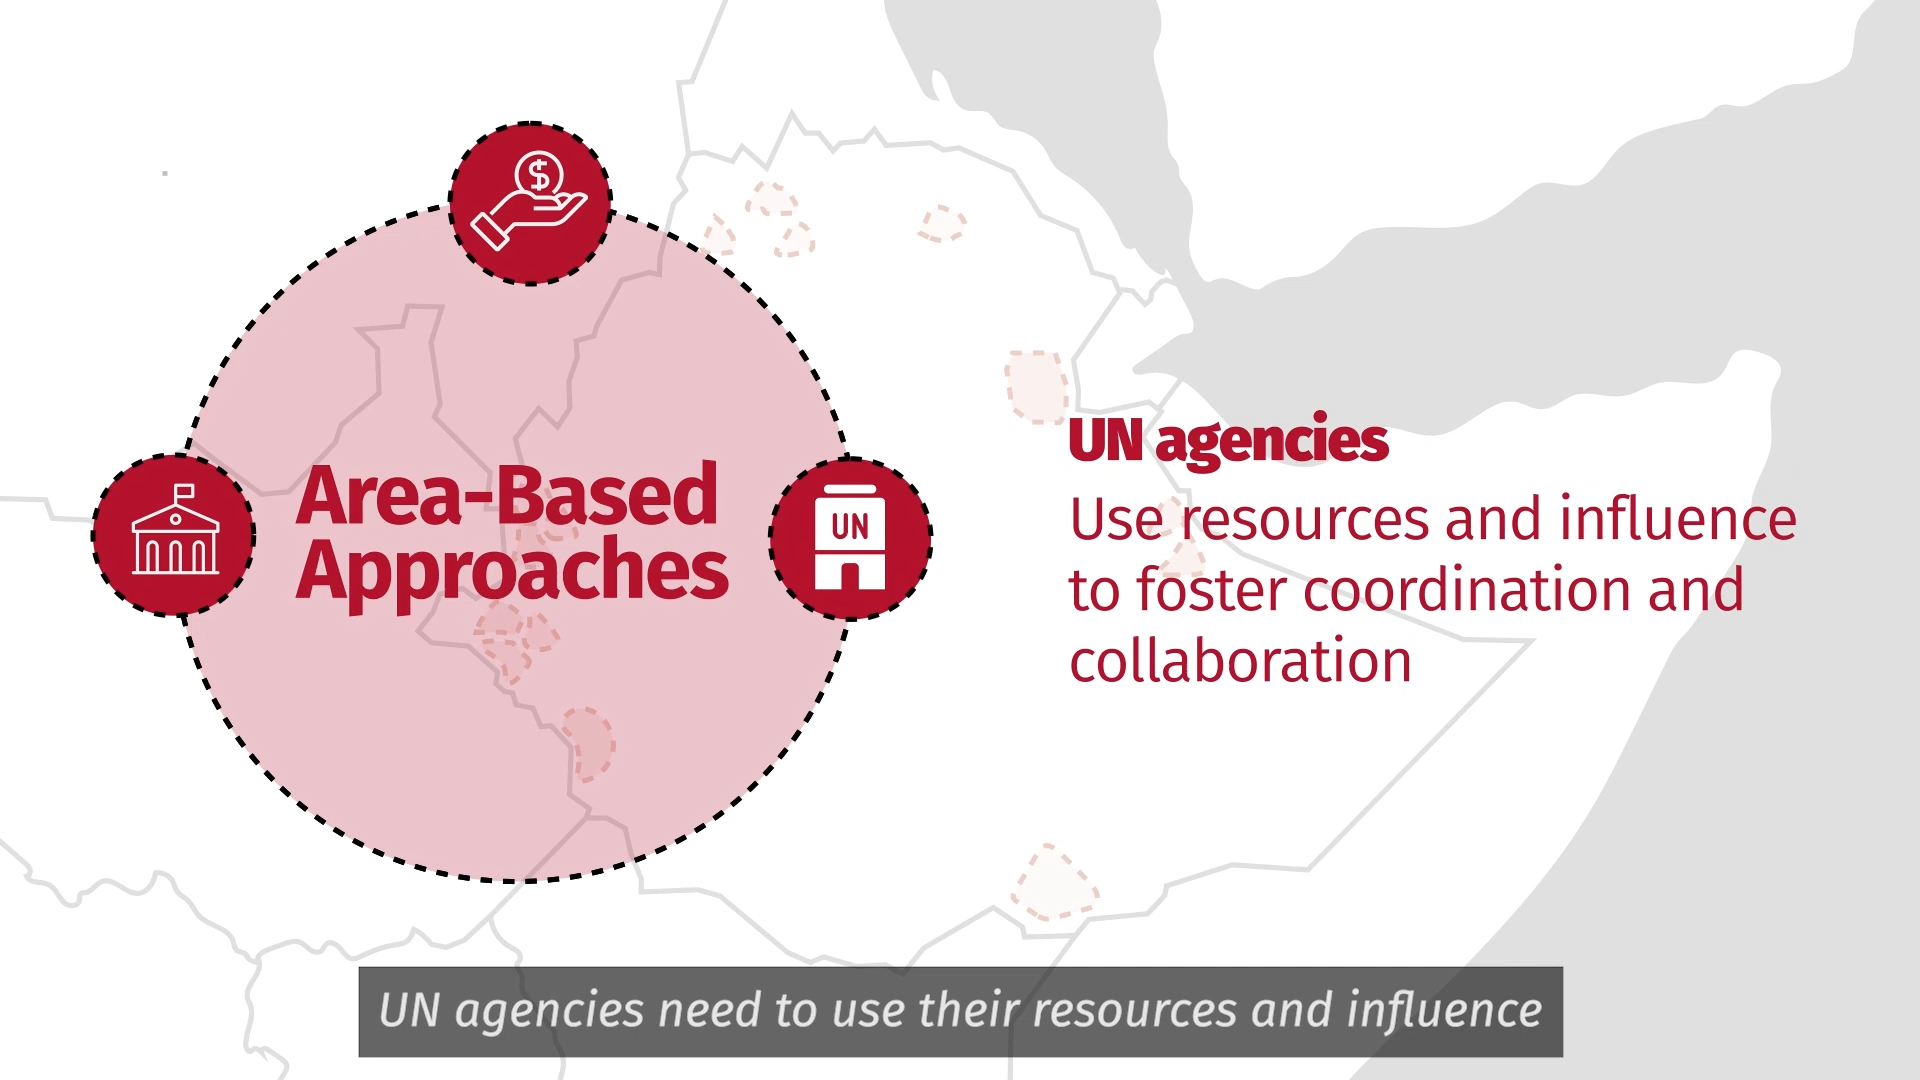 $
Area-Based
Approaches
UN
UN agencies
Use resources and influence
to foster coordination and
collaboration
UN agencies need to use their resources and influence